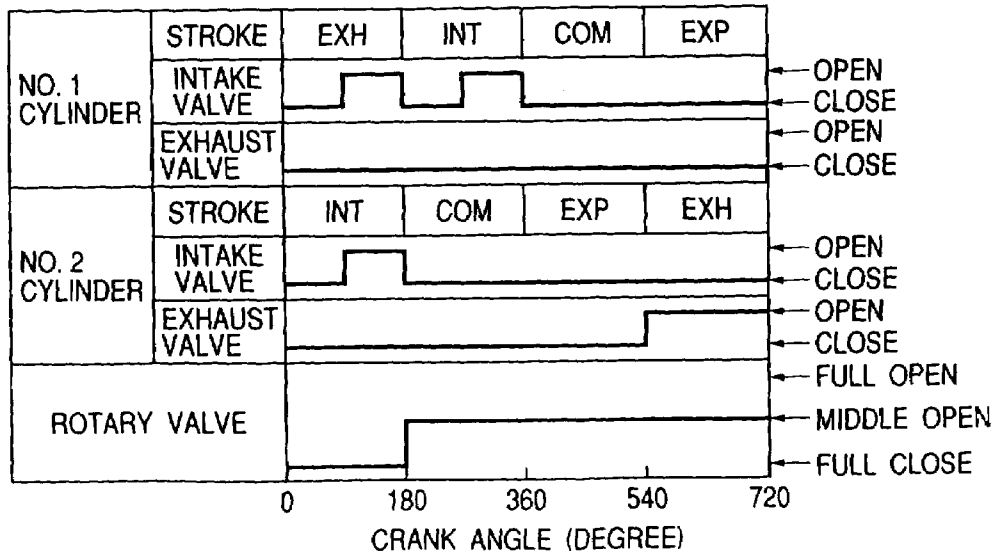 STROKE EXH INT COM EXP
NO. 1
CYLINDER
INTAKE
VALVE
OPEN
CLOSE
EXHAUST
VALVE
OPEN
CLOSE
STROKE INT COM EXP EXH
NO. 2
CYLINDER
INTAKE
VALVE
OPEN
CLOSE
EXHAUST
VALVE
OPEN
CLOSE
ROTARY VALVE
FULL OPEN
MIDDLE OPEN
FULL CLOSE
0 180 360 540 720
CRANK ANGLE (DEGREE)